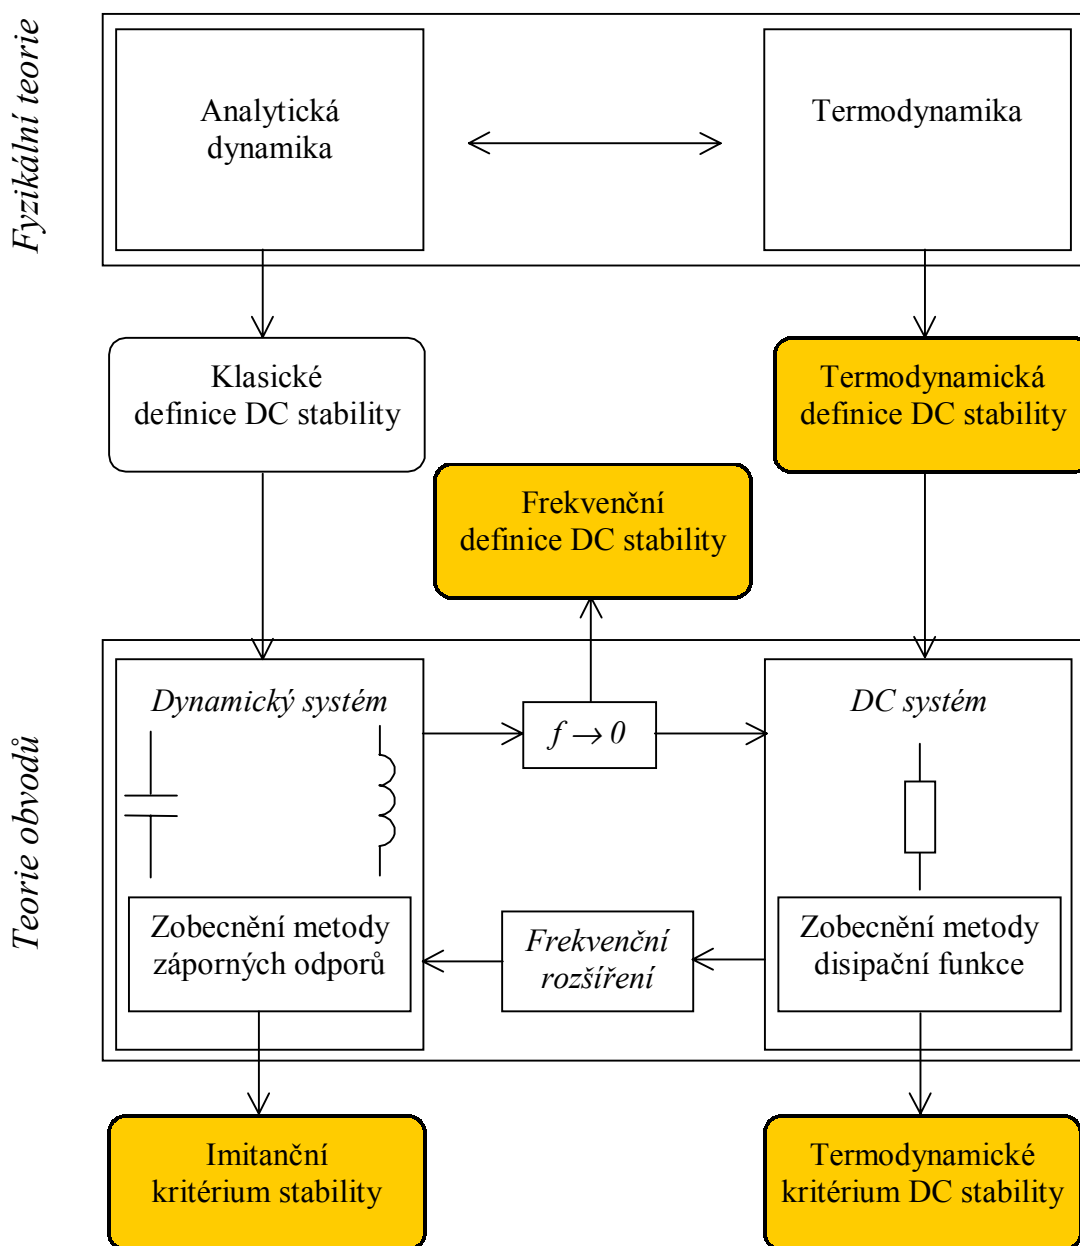 Fyzikální teorie
Analytická
dynamika
Termodynamika
Klasické
definice DC stability
Termodynamická
definice DC stability
Frekvenční
definice DC stability
Teorie obvodů
Dynamický systém
f → 0
DC systém
Zobecnění metody
záporných odporů
Frekvenční
rozšíření
Zobecnění metody
disipační funkce
Imitanční
kritérium stability
Termodynamické
kritérium DC stability